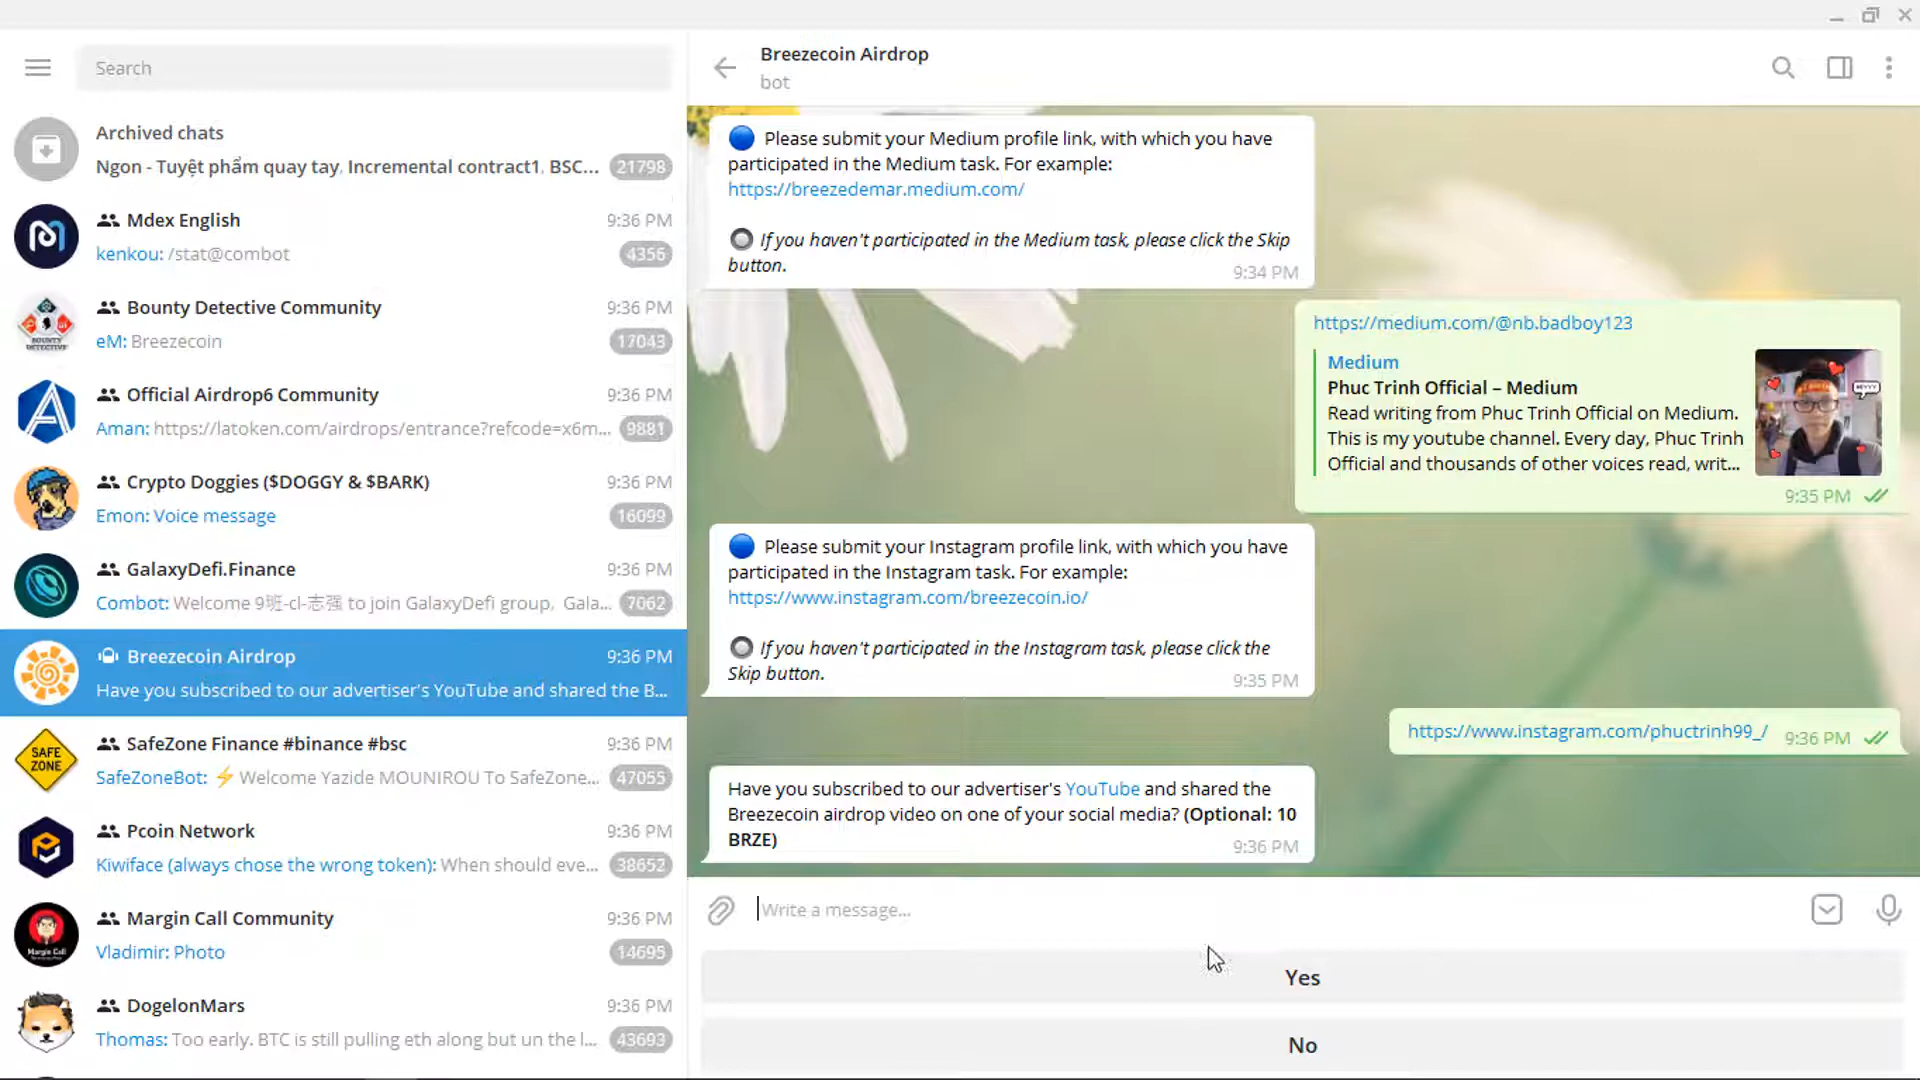 Search
Archived chats
Ngon - Tuyệt phẩm quay tay, Incremental contract1, BSC...
21798
Mdex English
9:36 PM
kenkou: /stat@combot
4356
Bounty Detective Community
9:36 PM
eM: Breezecoin
17043
BOUNTY
DETECTIVE
Official Airdrop6 Community
9:36 PM
Aman: https://latoken.com/airdrops/entrance?refcode=x6m...
9881
Crypto Doggies ($DOGGY & $BARK)
9:36 PM
Emon: Voice message
16099
GalaxyDefi.Finance
9:36 PM
Combot: Welcome 9班-cl-志强 to join GalaxyDefi group, Gala...
7062
Breezecoin Airdrop
9:36 PM
Have you subscribed to our advertiser's YouTube and shared the B...
SAFE
ZONE
SafeZone Finance #binance #bsc
9:36 PM
SafeZoneBot: ⚡ Welcome Yazide MOUNIROU To SafeZone...
47055
Pcoin Network
9:36 PM
Kiwiface (always chose the wrong token): When should eve...
38652
Margin Call
Margin Call Community
9:36 PM
Vladimir: Photo
14695
DogelonMars
9:36 PM
Thomas: Too early. BTC is still pulling eth along but un the l...
43693
Breezecoin Airdrop
bot
Please submit your Medium profile link, with which you have
participated in the Medium task. For example:
https://breezedemar.medium.com/
If you haven't participated in the Medium task, please click the Skip
button.
9:34 PM
https://medium.com/@nb.badboy123
Medium
Phuc Trinh Official – Medium
Read writing from Phuc Trinh Official on Medium.
This is my youtube channel. Every day, Phuc Trinh
Official and thousands of other voices read, writ...
9:35 PM
Please submit your Instagram profile link, with which you have
participated in the Instagram task. For example:
https://www.instagram.com/breezecoin.io/
If you haven't participated in the Instagram task, please click the
Skip button.
9:35 PM
https://www.instagram.com/phuctrinh99_/
9:36 PM
Have you subscribed to our advertiser's YouTube and shared the
Breezecoin airdrop video on one of your social media? (Optional: 10
BRZE)
9:36 PM
Write a message...
Yes
No